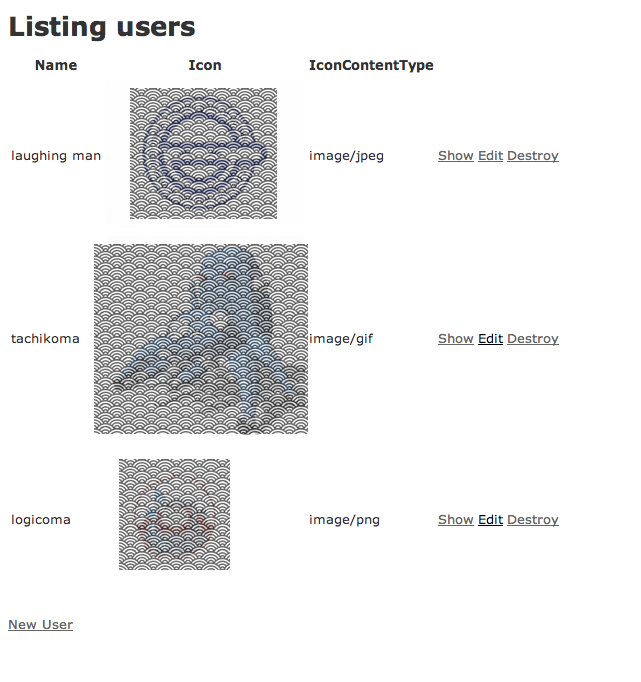 Listing users
Name Icon IconContentType
laughing man image/jpeg Show Edit Destroy
tachikoma image/gif Show Edit Destroy
logicoma image/png Show Edit Destroy
New User